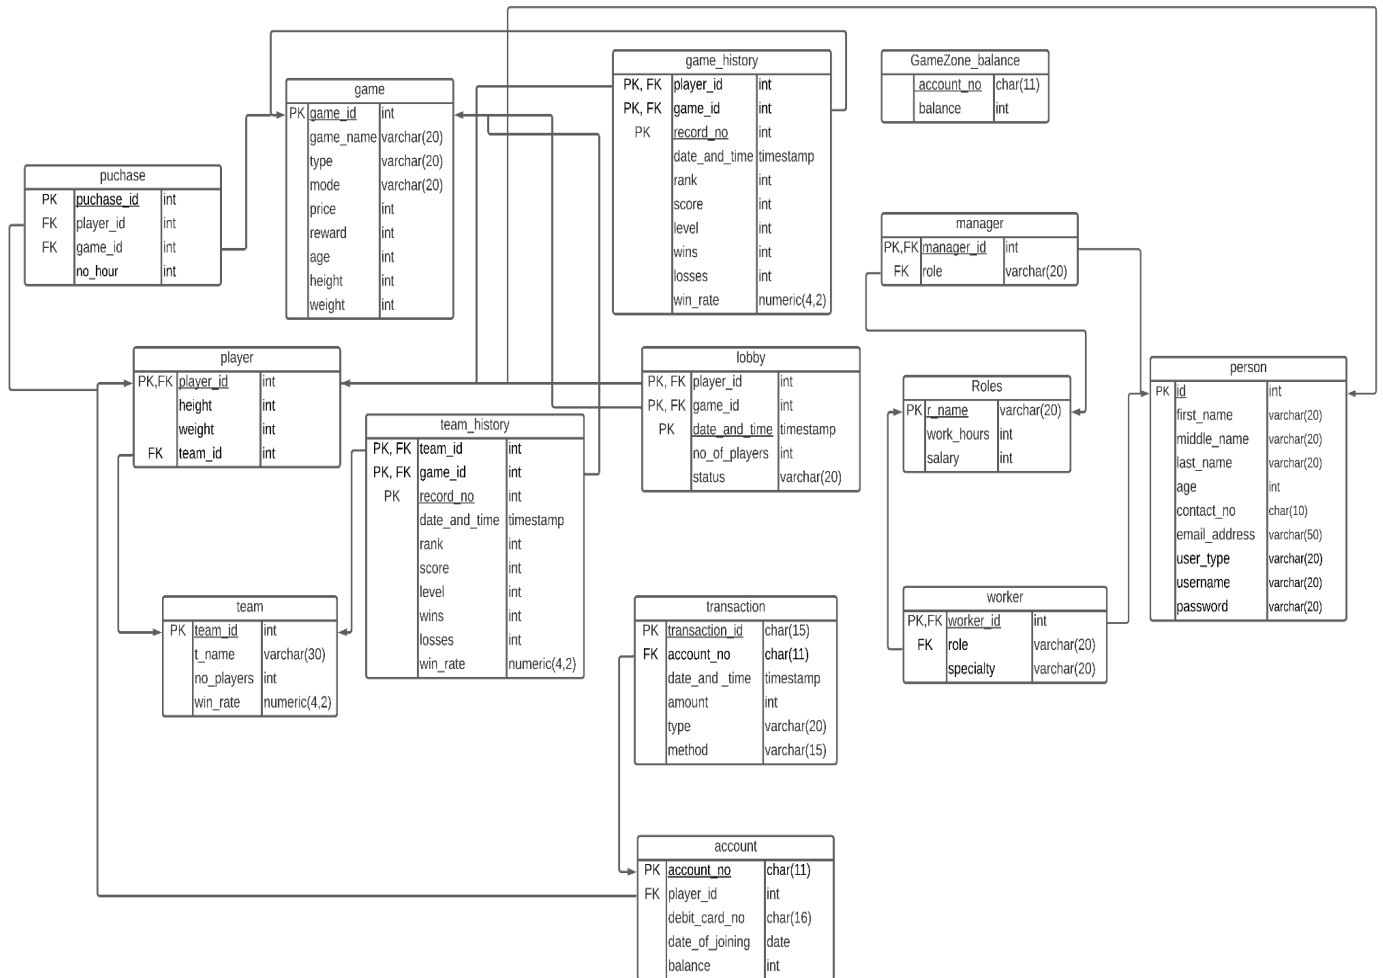 game_history
PK, FK player_id int
PK, FK game_id int
PK record_no int
date_and_time timestamp
rank int
score int
level int
wins int
losses int
win_rate numeric(4,2)
GameZone_balance
account_no char(11)
balance int
game
PK game_id int
game_name varchar(20)
type varchar(20)
mode varchar(20)
price int
reward int
age int
height int
weight int
puchase
PK puchase_id int
FK player_id int
FK game_id int
no_hour int
manager
PK,FK manager_id int
FK role varchar(20)
player
PK,FK player_id int
height int
weight int
FK team_id int
lobby
PK, FK player_id int
PK, FK game_id int
PK date_and_time timestamp
no_of_players int
status varchar(20)
Roles
PK r_name varchar(20)
work_hours int
salary int
person
PK id int
first_name varchar(20)
middle_name varchar(20)
last_name varchar(20)
age int
contact_no char(10)
email_address varchar(50)
user_type varchar(20)
username varchar(20)
password varchar(20)
team_history
PK, FK team_id int
PK, FK game_id int
PK record_no int
date_and_time timestamp
rank int
score int
level int
wins int
losses int
win_rate numeric(4,2)
team
PK team_id int
t_name varchar(30)
no_players int
win_rate numeric(4,2)
transaction
PK transaction_id char(15)
FK account_no char(11)
date_and_time timestamp
amount int
type varchar(20)
method varchar(15)
worker
PK,FK worker_id int
FK role varchar(20)
specialty varchar(20)
account
PK account_no char(11)
FK player_id int
debit_card_no char(16)
date_of_joining date
balance int